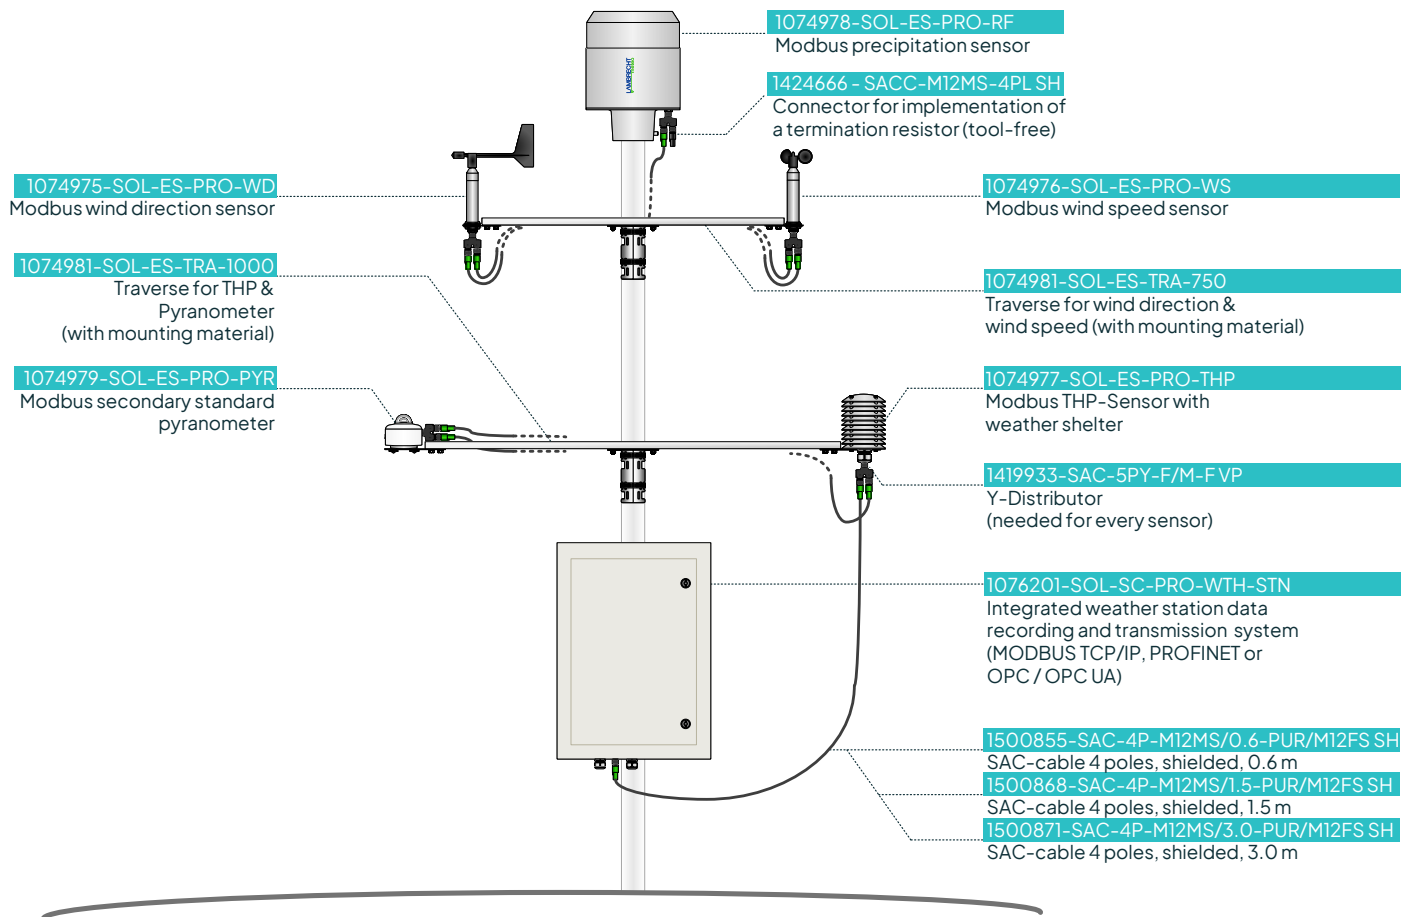 1074978-SOL-ES-PRO-RF
Modbus precipitation sensor
1424666 - SACC-M12MS-4PL SH
Connector for implementation of
a termination resistor (tool-free)
LAMBRECHT
1074975-SOL-ES-PRO-WD
Modbus wind direction sensor
1074981-SOL-ES-TRA-1000
Traverse for THP &
Pyranometer
(with mounting material)
1074979-SOL-ES-PRO-PYR
Modbus secondary standard
pyranometer
1074976-SOL-ES-PRO-WS
Modbus wind speed sensor
1074981-SOL-ES-TRA-750
Traverse for wind direction &
wind speed (with mounting material)
1074977-SOL-ES-PRO-THP
Modbus THP-Sensor with
weather shelter
1419933-SAC-5PY-F/M-F VP
Y-Distributor
(needed for every sensor)
1076201-SOL-SC-PRO-WTH-STN
Integrated weather station data
recording and transmission system
(MODBUS TCP/IP, PROFINET or
OPC / OPC UA)
1500855-SAC-4P-M12MS/0.6-PUR/M12FS SH
SAC-cable 4 poles, shielded, 0.6 m
1500868-SAC-4P-M12MS/1.5-PUR/M12FS SH
SAC-cable 4 poles, shielded, 1.5 m
1500871-SAC-4P-M12MS/3.0-PUR/M12FS SH
SAC-cable 4 poles, shielded, 3.0 m